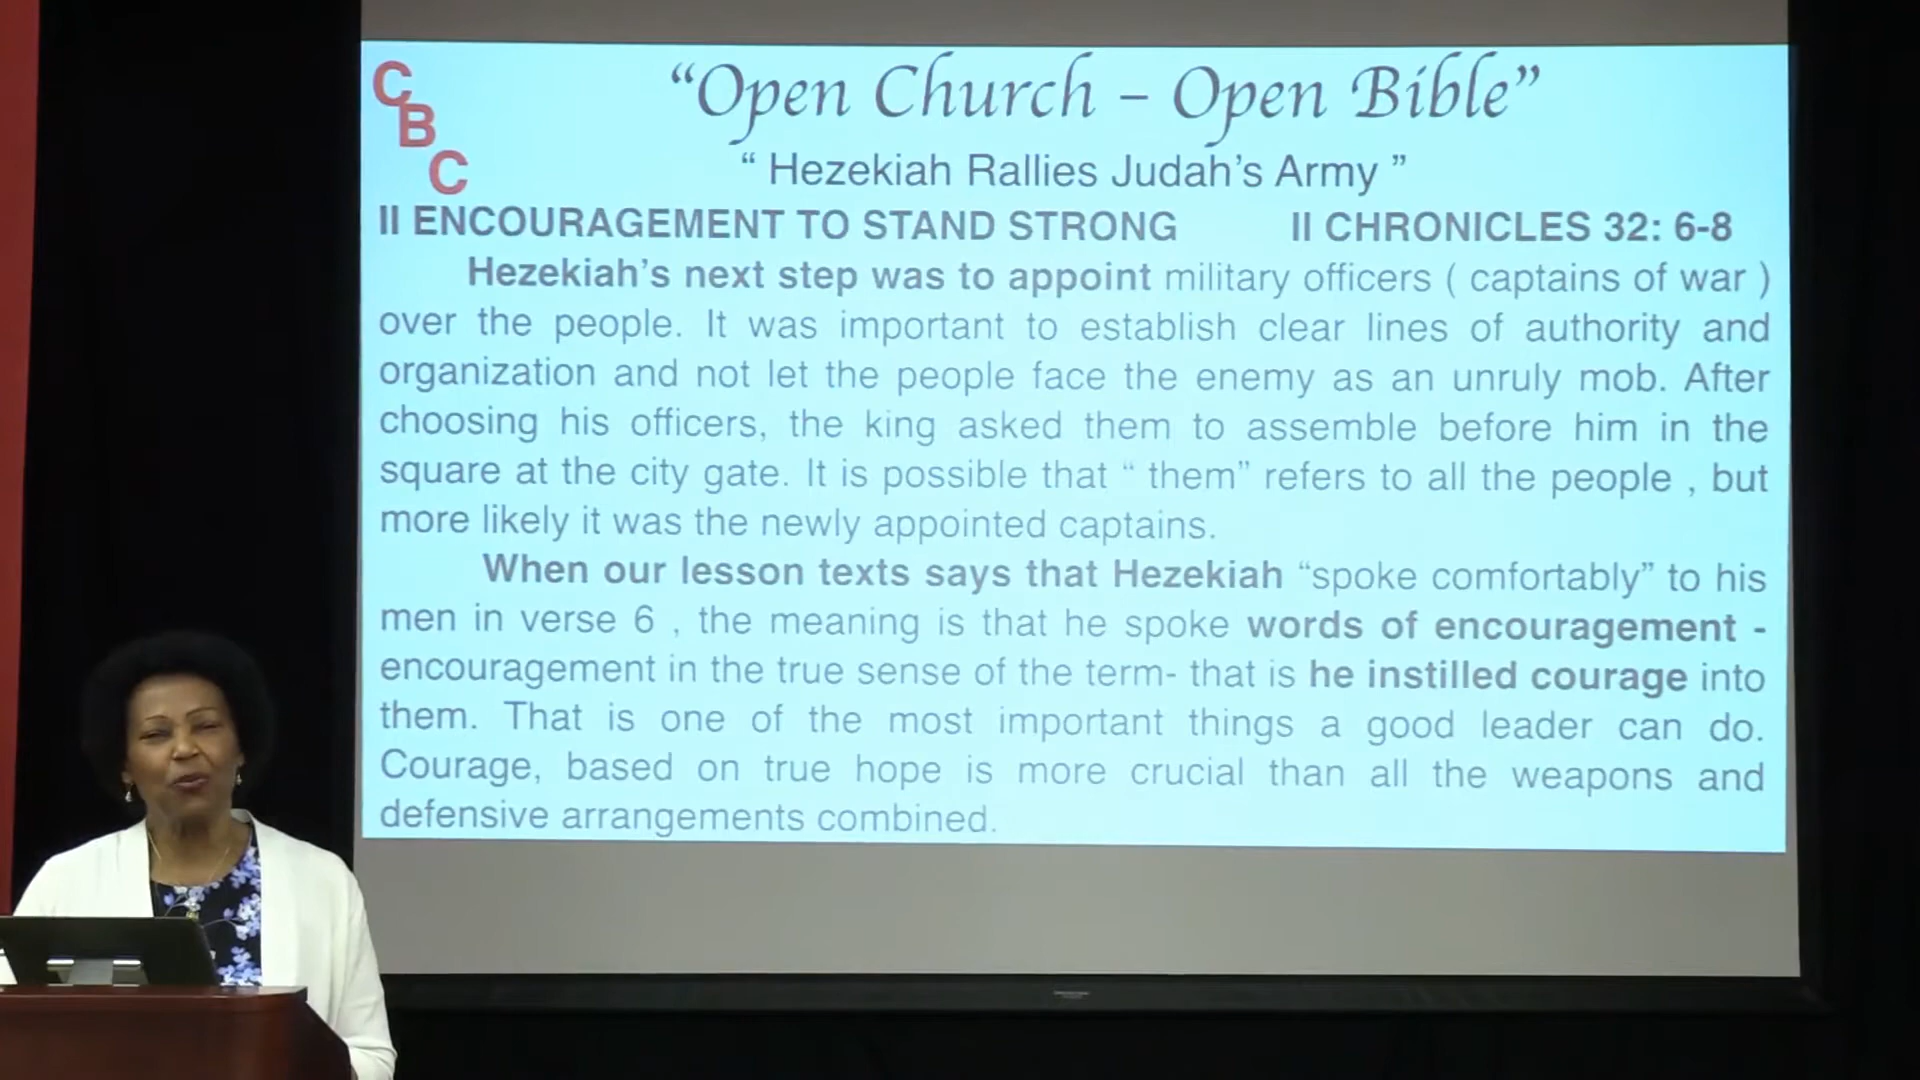 C
B
C
“Open Church – Open Bible”
“ Hezekiah Rallies Judah’s Army ”
II ENCOURAGEMENT TO STAND STRONG II CHRONICLES 32: 6-8
Hezekiah’s next step was to appoint military officers ( captains of war )
over the people. It was important to establish clear lines of authority and
organization and not let the people face the enemy as an unruly mob. After
choosing his officers, the king asked them to assemble before him in the
square at the city gate. It is possible that “ them” refers to all the people , but
more likely it was the newly appointed captains.
When our lesson texts says that Hezekiah “spoke comfortably” to his
men in verse 6 , the meaning is that he spoke words of encouragement -
encouragement in the true sense of the term- that is he instilled courage into
them. That is one of the most important things a good leader can do.
Courage, based on true hope is more crucial than all the weapons and
defensive arrangements combined.